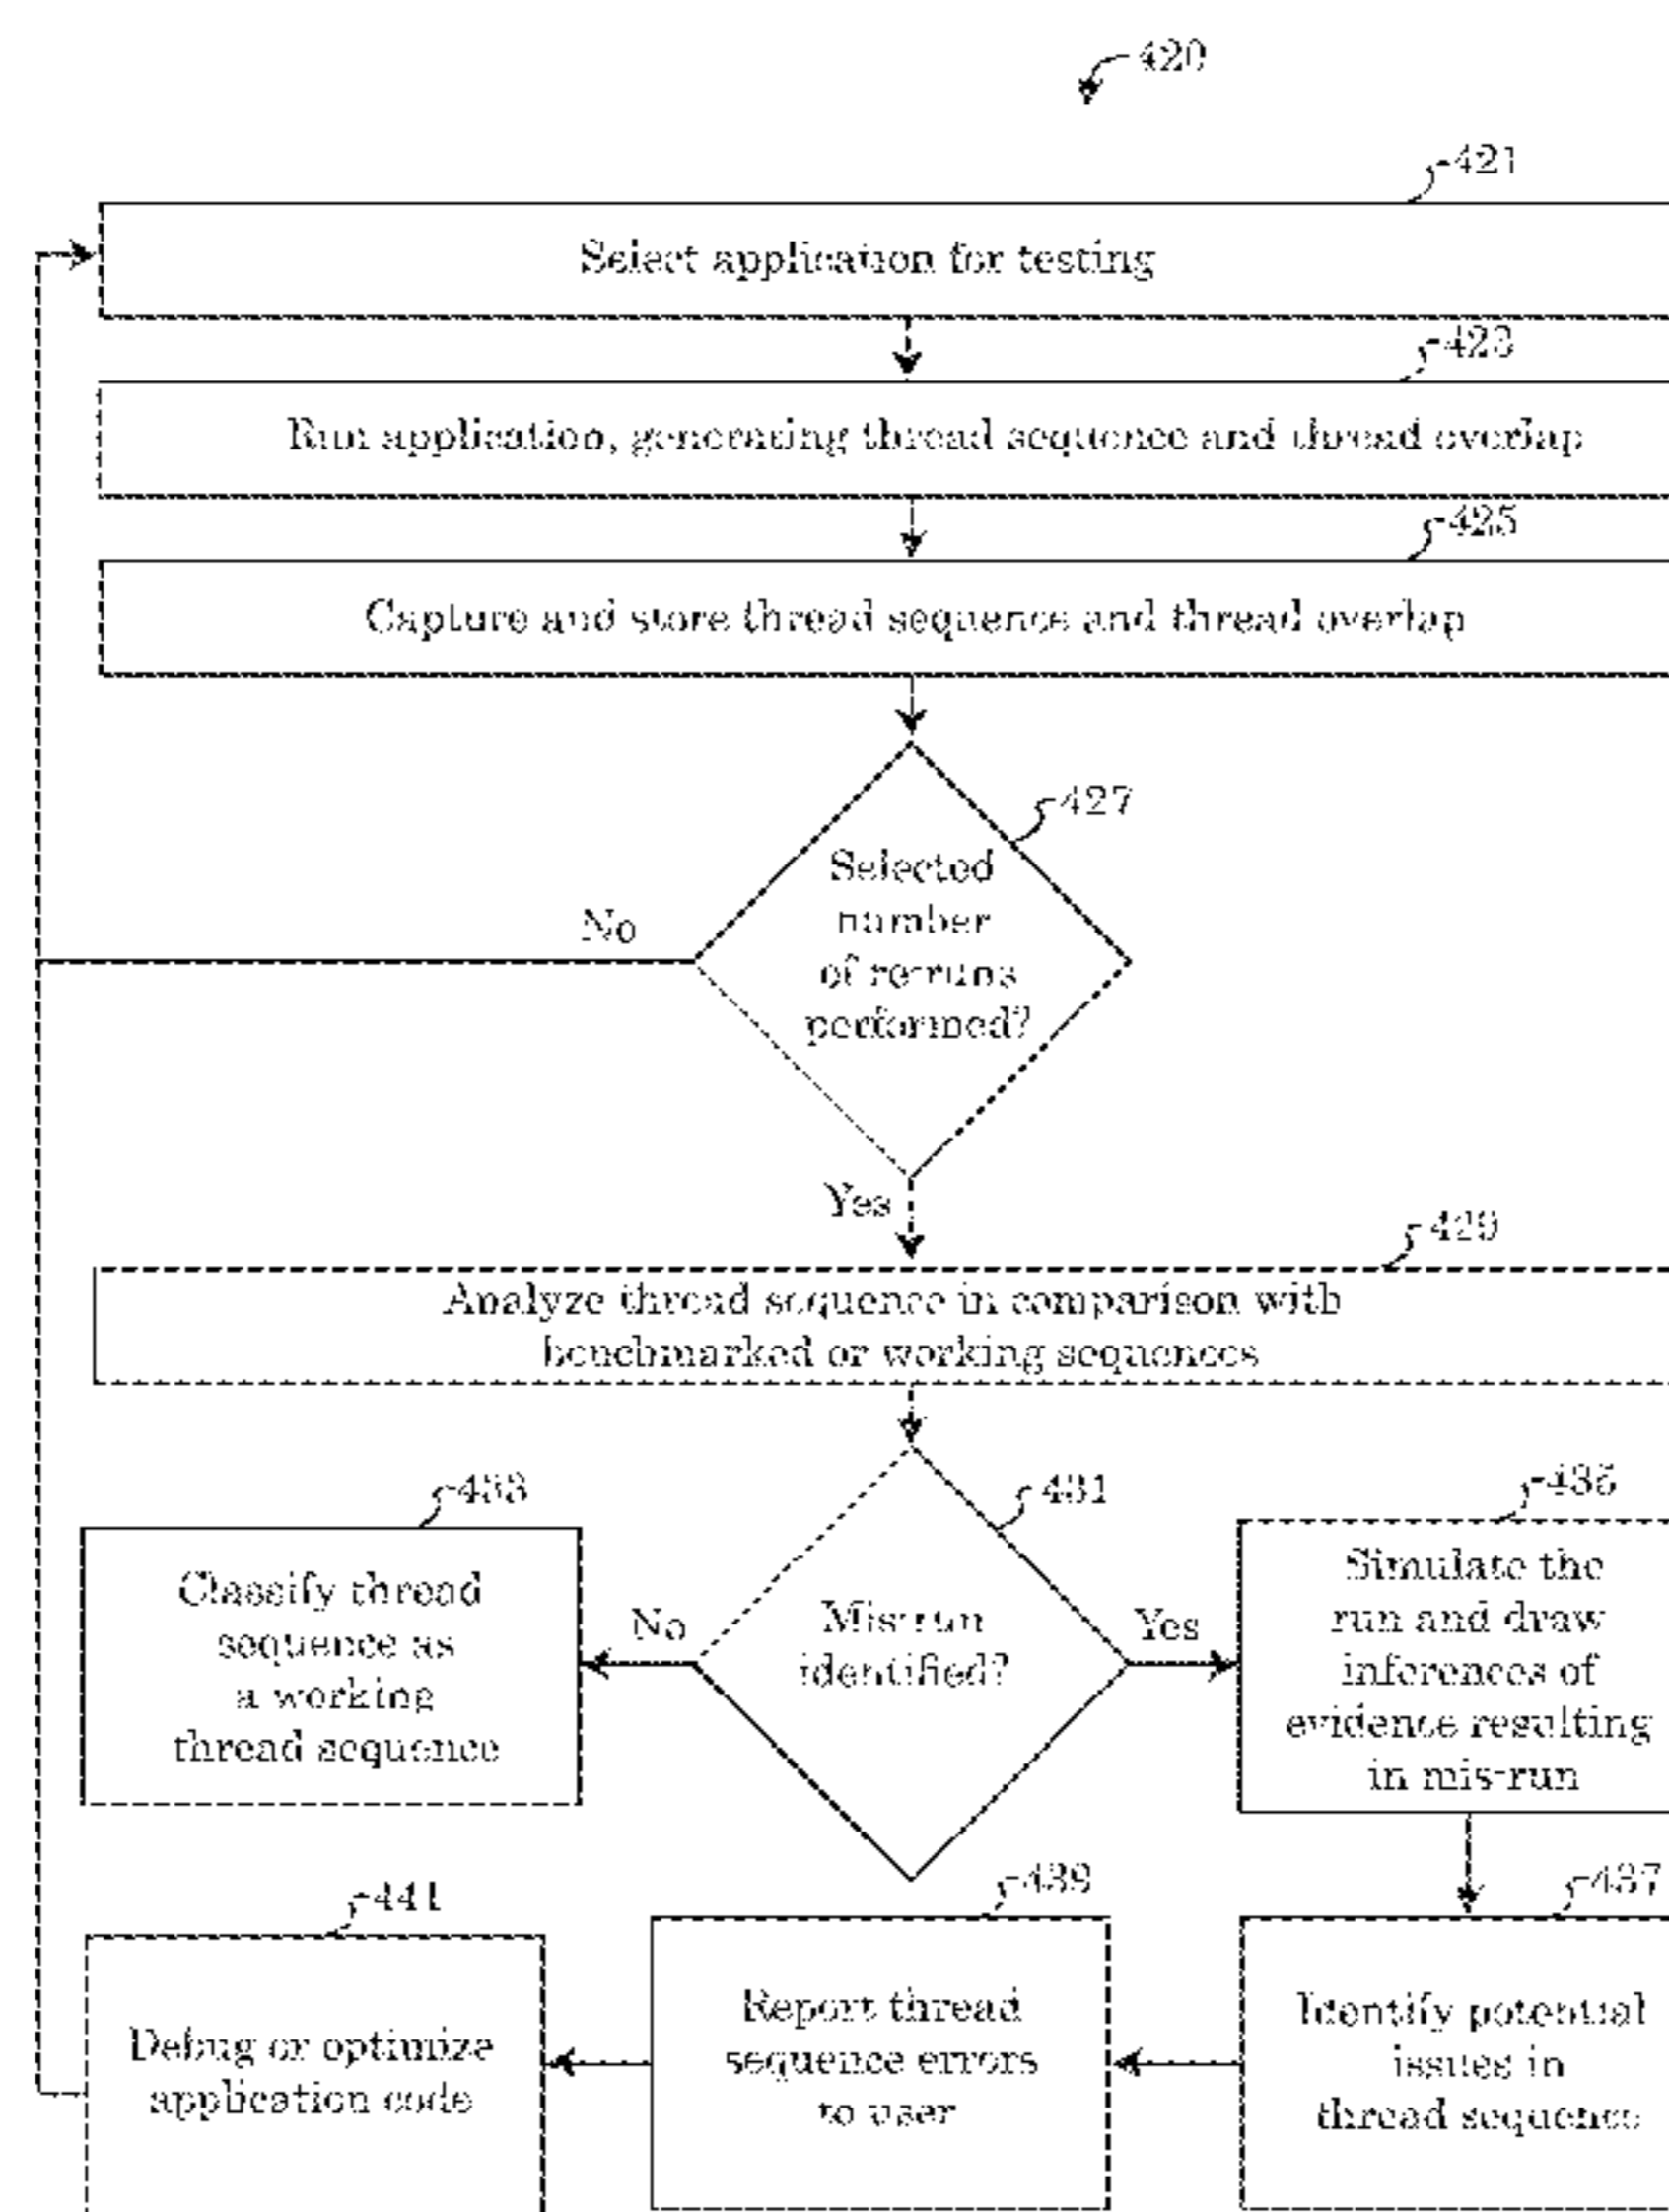 420
421
Select application for testing
423
Run application, generating thread sequence and thread overlap
425
Capture and store thread sequence and thread overlap
427
Selected
number
of re-runs
performed?
No
Yes
429
Analyze thread sequence in comparison with
benchmarked or working sequences
433
Classify thread
sequence as
a working
thread sequence
431
No
Mis-run
identified?
Yes
435
Simulate the
run and draw
inferences of
evidence resulting
in mis-run
441
Debug or optimize
application code
439
Report thread
sequence errors
to user
437
Identify potential
issues in
thread sequence